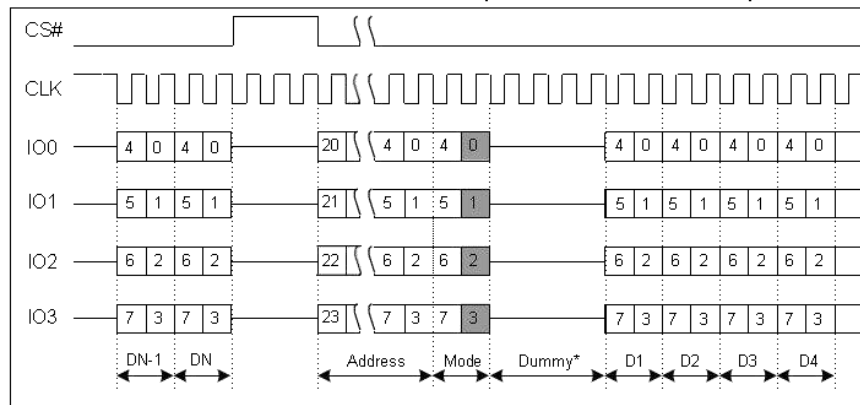 CS#
CLK
IO0 4 0 4 0 20 4 0 4 0 4 0 4 0 4 0 4 0
IO1 5 1 5 1 21 5 1 5 1 5 1 5 1 5 1 5 1
IO2 6 2 6 2 22 6 2 6 2 6 2 6 2 6 2 6 2
IO3 7 3 7 3 23 7 3 7 3 7 3 7 3 7 3 7 3
DN-1 DN Address Mode Dummy* D1 D2 D3 D4